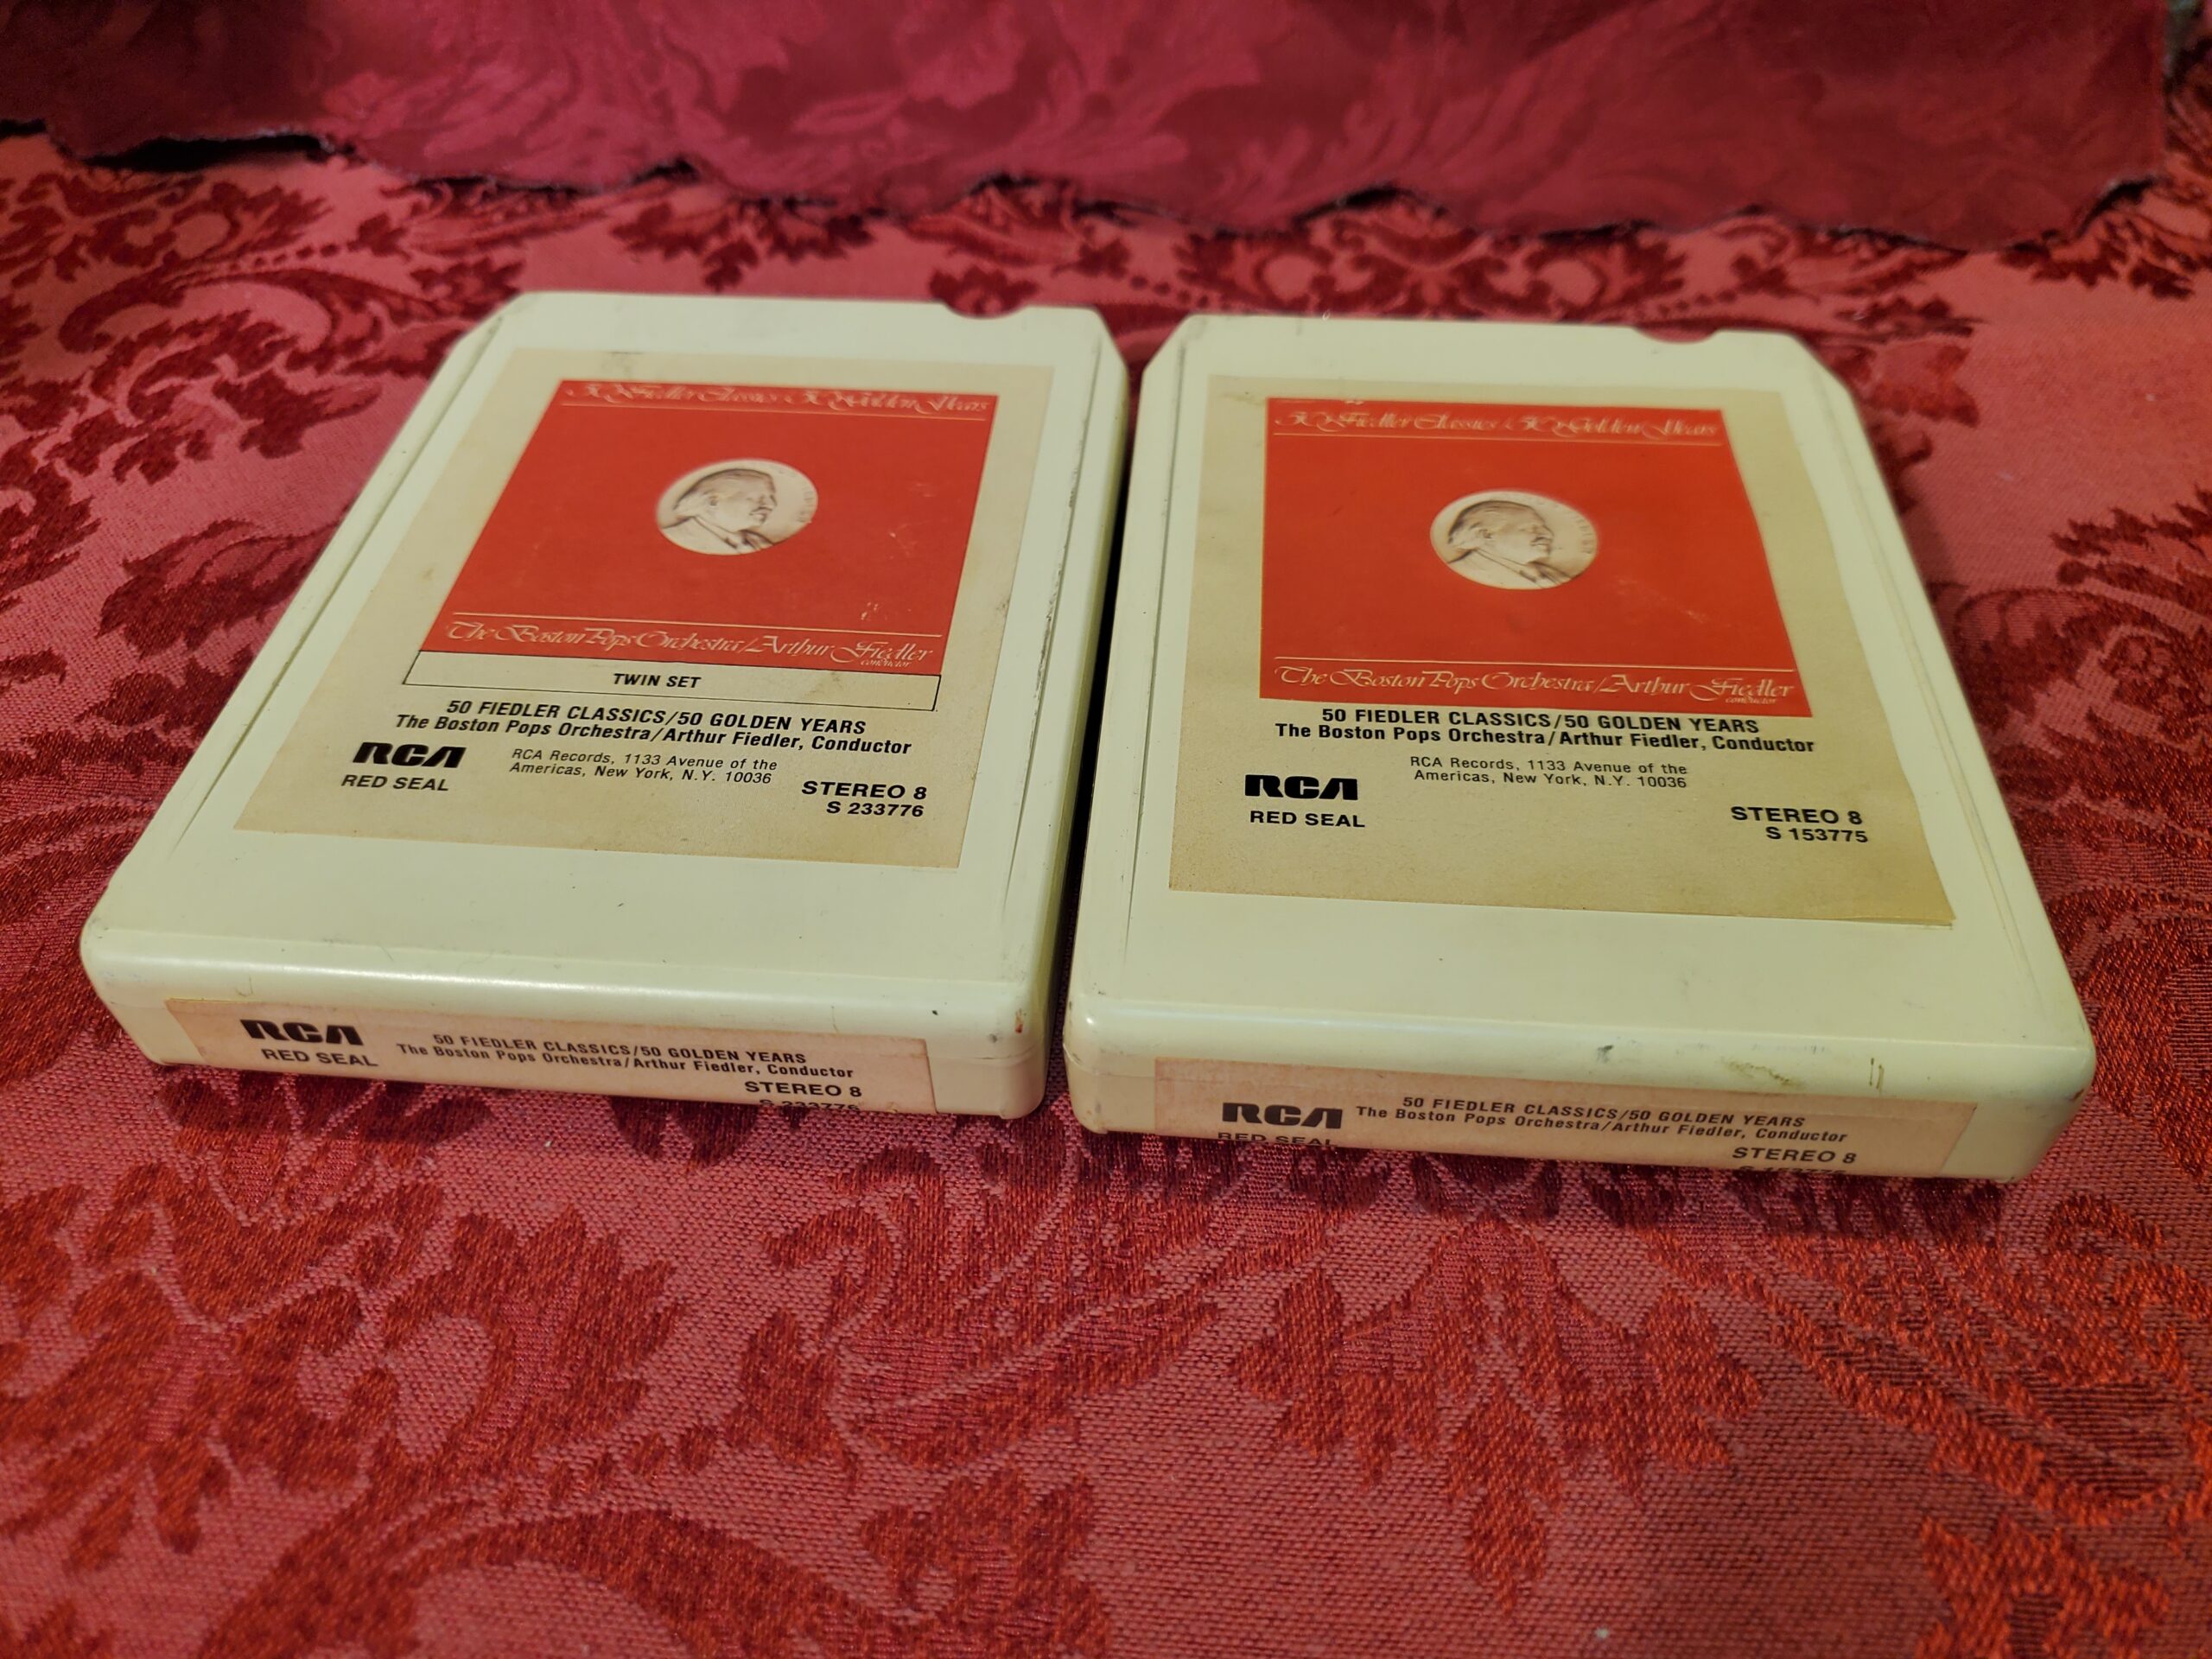 50 Fiedler Classics / 50 Golden Years
The Boston Pops Orchestra/Arthur Fiedler
conductor
TWIN SET
50 FIEDLER CLASSICS/50 GOLDEN YEARS
The Boston Pops Orchestra/Arthur Fiedler, Conductor
RCA
RED SEAL
RCA Records, 1133 Avenue of the
Americas, New York, N.Y. 10036
STEREO 8
S 233776
RCA
RED SEAL
50 FIEDLER CLASSICS/50 GOLDEN YEARS
The Boston Pops Orchestra/Arthur Fiedler, Conductor
STEREO 8
S 233776
50 Fiedler Classics / 50 Golden Years
The Boston Pops Orchestra/Arthur Fiedler
conductor
50 FIEDLER CLASSICS/50 GOLDEN YEARS
The Boston Pops Orchestra/Arthur Fiedler, Conductor
RCA
RED SEAL
RCA Records, 1133 Avenue of the
Americas, New York, N.Y. 10036
STEREO 8
S 153775
RCA
RED SEAL
50 FIEDLER CLASSICS/50 GOLDEN YEARS
The Boston Pops Orchestra/Arthur Fiedler, Conductor
STEREO 8